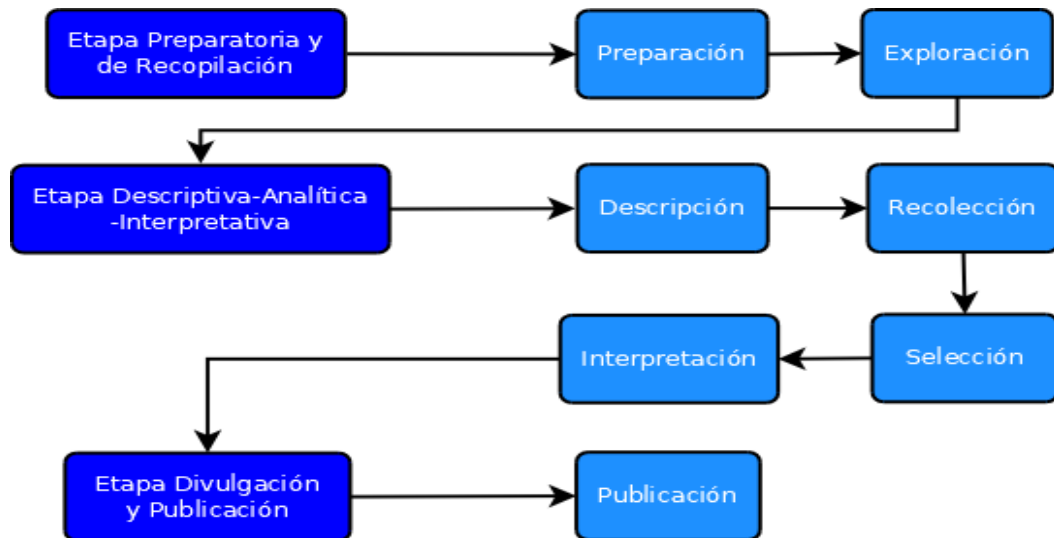 Etapa Preparatoria y
de Recopilación
Preparación
Exploración
Etapa Descriptiva-Analítica
-Interpretativa
Descripción
Recolección
Interpretación
Selección
Etapa Divulgación
y Publicación
Publicación